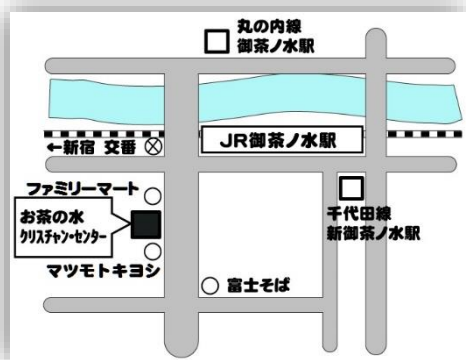 丸の内線
御茶ノ水駅
JR御茶ノ水駅
←新宿 交番
ファミリーマート
お茶の水
クリスチャン・センター
千代田線
新御茶ノ水駅
マツモトキヨシ
富士そば